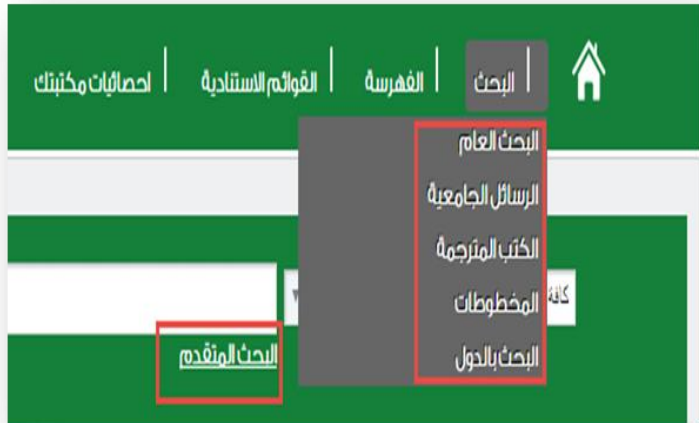 البحث | الفهرسة | القوائم الاستنادية | احصائيات مكتبتك
البحث العام
الرسائل الجامعية
الكتب المترجمة
المخطوطات
كافة
البحث بالدول
البحث المتقدم